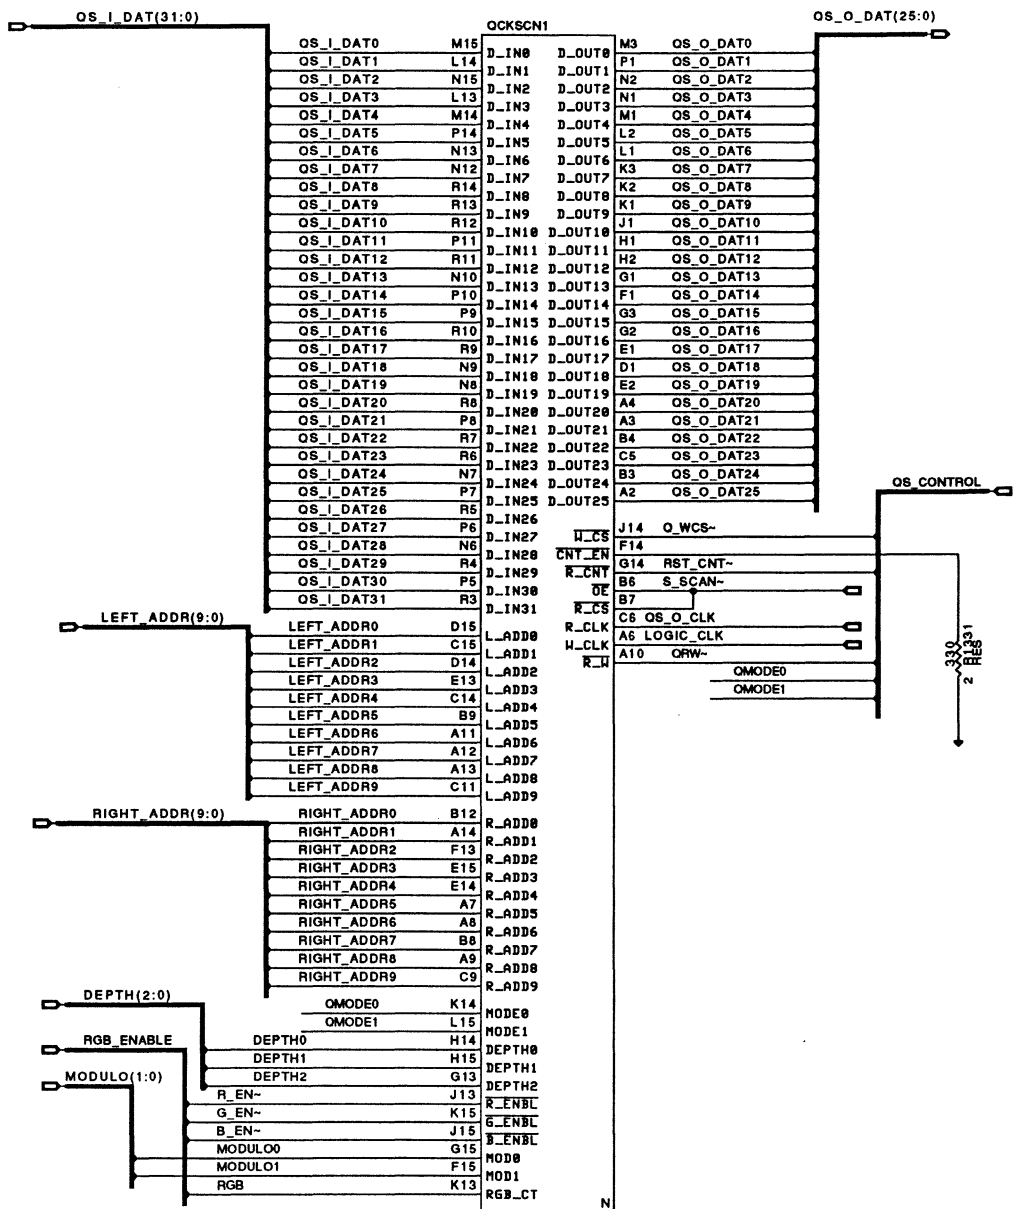 QS_I_DAT(31:0)
QS_O_DAT(25:0)
QCKSCN1
QS_I_DAT0 M15 D_IN0 D_OUT0 M3 QS_O_DAT0
QS_I_DAT1 L14 D_IN1 D_OUT1 P1 QS_O_DAT1
QS_I_DAT2 N15 D_IN2 D_OUT2 N2 QS_O_DAT2
QS_I_DAT3 L13 D_IN3 D_OUT3 N1 QS_O_DAT3
QS_I_DAT4 M14 D_IN4 D_OUT4 M1 QS_O_DAT4
QS_I_DAT5 P14 D_IN5 D_OUT5 L2 QS_O_DAT5
QS_I_DAT6 N13 D_IN6 D_OUT6 L1 QS_O_DAT6
QS_I_DAT7 N12 D_IN7 D_OUT7 K3 QS_O_DAT7
QS_I_DAT8 R14 D_IN8 D_OUT8 K2 QS_O_DAT8
QS_I_DAT9 R13 D_IN9 D_OUT9 K1 QS_O_DAT9
QS_I_DAT10 R12 D_IN10 D_OUT10 J1 QS_O_DAT10
QS_I_DAT11 P11 D_IN11 D_OUT11 H1 QS_O_DAT11
QS_I_DAT12 R11 D_IN12 D_OUT12 H2 QS_O_DAT12
QS_I_DAT13 N10 D_IN13 D_OUT13 G1 QS_O_DAT13
QS_I_DAT14 P10 D_IN14 D_OUT14 F1 QS_O_DAT14
QS_I_DAT15 P9 D_IN15 D_OUT15 G3 QS_O_DAT15
QS_I_DAT16 R10 D_IN16 D_OUT16 G2 QS_O_DAT16
QS_I_DAT17 R9 D_IN17 D_OUT17 E1 QS_O_DAT17
QS_I_DAT18 N9 D_IN18 D_OUT18 D1 QS_O_DAT18
QS_I_DAT19 N8 D_IN19 D_OUT19 E2 QS_O_DAT19
QS_I_DAT20 R8 D_IN20 D_OUT20 A4 QS_O_DAT20
QS_I_DAT21 P8 D_IN21 D_OUT21 A3 QS_O_DAT21
QS_I_DAT22 R7 D_IN22 D_OUT22 B4 QS_O_DAT22
QS_I_DAT23 R6 D_IN23 D_OUT23 C5 QS_O_DAT23
QS_I_DAT24 N7 D_IN24 D_OUT24 B3 QS_O_DAT24
QS_I_DAT25 P7 D_IN25 D_OUT25 A2 QS_O_DAT25
QS_CONTROL
QS_I_DAT26 R5 D_IN26
QS_I_DAT27 P6 D_IN27 W_CS J14 Q_WCS~
QS_I_DAT28 N6 D_IN28 CNT_EN F14
QS_I_DAT29 R4 D_IN29 R_CNT G14 RST_CNT~
QS_I_DAT30 P5 D_IN30 OE B6 S_SCAN~
QS_I_DAT31 R3 D_IN31 R_CS B7
LEFT_ADDR(9:0)
R_CLK C6 QS_O_CLK
W_CLK A6 LOGIC_CLK
R_W A10 QRW~
QMODE0
QMODE1
330
2 R1331
RES
LEFT_ADDR0 D15 L_ADD0
LEFT_ADDR1 C15 L_ADD1
LEFT_ADDR2 D14 L_ADD2
LEFT_ADDR3 E13 L_ADD3
LEFT_ADDR4 C14 L_ADD4
LEFT_ADDR5 B9 L_ADD5
LEFT_ADDR6 A11 L_ADD6
LEFT_ADDR7 A12 L_ADD7
LEFT_ADDR8 A13 L_ADD8
LEFT_ADDR9 C11 L_ADD9
RIGHT_ADDR(9:0)
RIGHT_ADDR0 B12 R_ADD0
RIGHT_ADDR1 A14 R_ADD1
RIGHT_ADDR2 F13 R_ADD2
RIGHT_ADDR3 E15 R_ADD3
RIGHT_ADDR4 E14 R_ADD4
RIGHT_ADDR5 A7 R_ADD5
RIGHT_ADDR6 A8 R_ADD6
RIGHT_ADDR7 B8 R_ADD7
RIGHT_ADDR8 A9 R_ADD8
RIGHT_ADDR9 C9 R_ADD9
DEPTH(2:0)
QMODE0 K14 MODE0
QMODE1 L15 MODE1
RGB_ENABLE
DEPTH0 H14 DEPTH0
DEPTH1 H15 DEPTH1
MODULO(1:0)
DEPTH2 G13 DEPTH2
R_EN~ J13 R_ENBL
G_EN~ K15 G_ENBL
B_EN~ J15 B_ENBL
MODULO0 G15 MOD0
MODULO1 F15 MOD1
RGB K13 RGB_CT
N